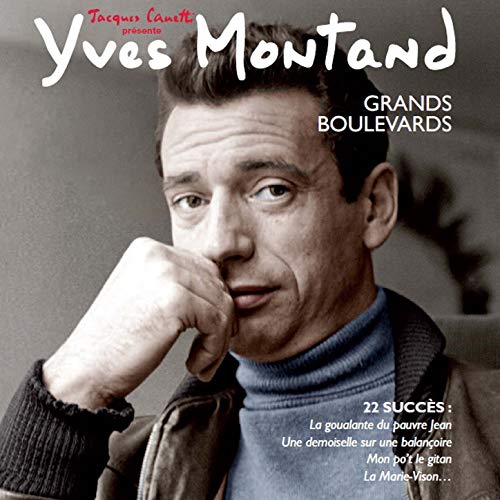 Jacques Canetti
présente
Yves Montand
GRANDS
BOULEVARDS
22 SUCCÈS :
La goualante du pauvre Jean
Une demoiselle sur une balançoire
Mon po't le gitan
La Marie-Vison...